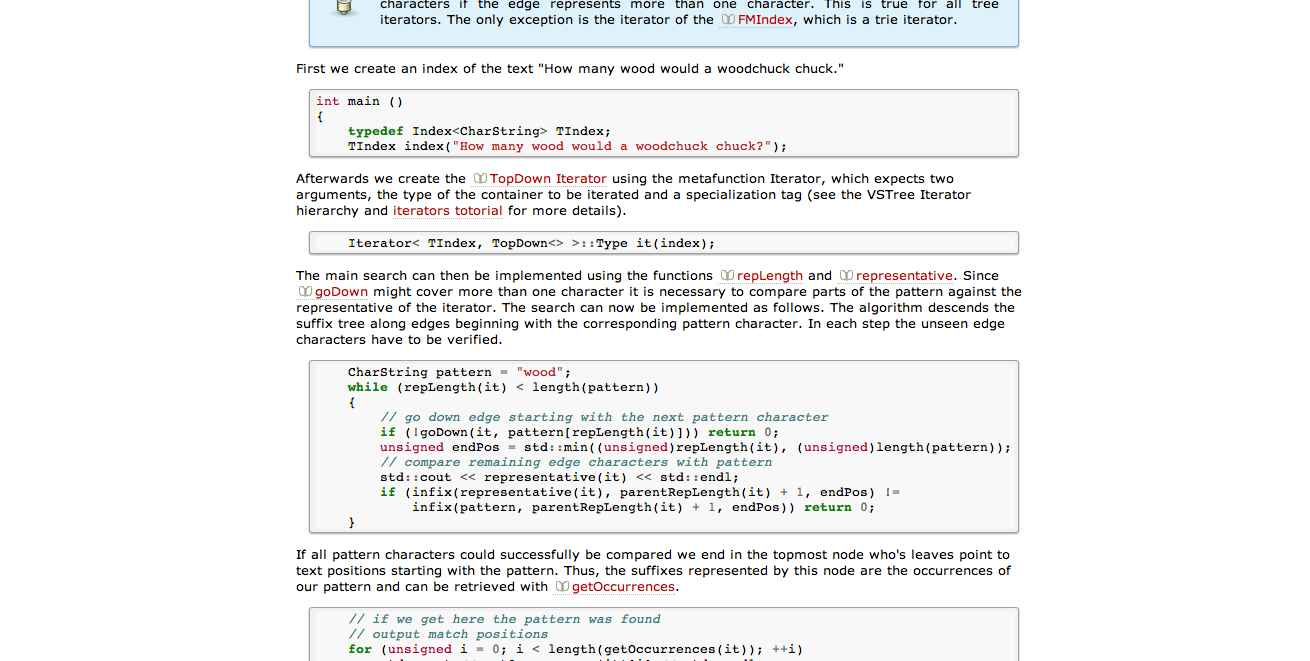 characters if the edge represents more than one character. This is true for all tree
iterators. The only exception is the iterator of the FMIndex, which is a trie iterator.
First we create an index of the text "How many wood would a woodchuck chuck."
int main ()
{
typedef Index<CharString> TIndex;
TIndex index("How many wood would a woodchuck chuck?");
Afterwards we create the TopDown Iterator using the metafunction Iterator, which expects two
arguments, the type of the container to be iterated and a specialization tag (see the VSTree Iterator
hierarchy and iterators totorial for more details).
Iterator< TIndex, TopDown<> >::Type it(index);
The main search can then be implemented using the functions repLength and representative. Since
goDown might cover more than one character it is necessary to compare parts of the pattern against the
representative of the iterator. The search can now be implemented as follows. The algorithm descends the
suffix tree along edges beginning with the corresponding pattern character. In each step the unseen edge
characters have to be verified.
CharString pattern = "wood";
while (repLength(it) < length(pattern))
{
// go down edge starting with the next pattern character
if (!goDown(it, pattern[repLength(it)])) return 0;
unsigned endPos = std::min((unsigned)repLength(it), (unsigned)length(pattern));
// compare remaining edge characters with pattern
std::cout << representative(it) << std::endl;
if (infix(representative(it), parentRepLength(it) + 1, endPos) !=
infix(pattern, parentRepLength(it) + 1, endPos)) return 0;
}
If all pattern characters could successfully be compared we end in the topmost node who's leaves point to
text positions starting with the pattern. Thus, the suffixes represented by this node are the occurrences of
our pattern and can be retrieved with getOccurrences.
// if we get here the pattern was found
// output match positions
for (unsigned i = 0; i < length(getOccurrences(it)); ++i)